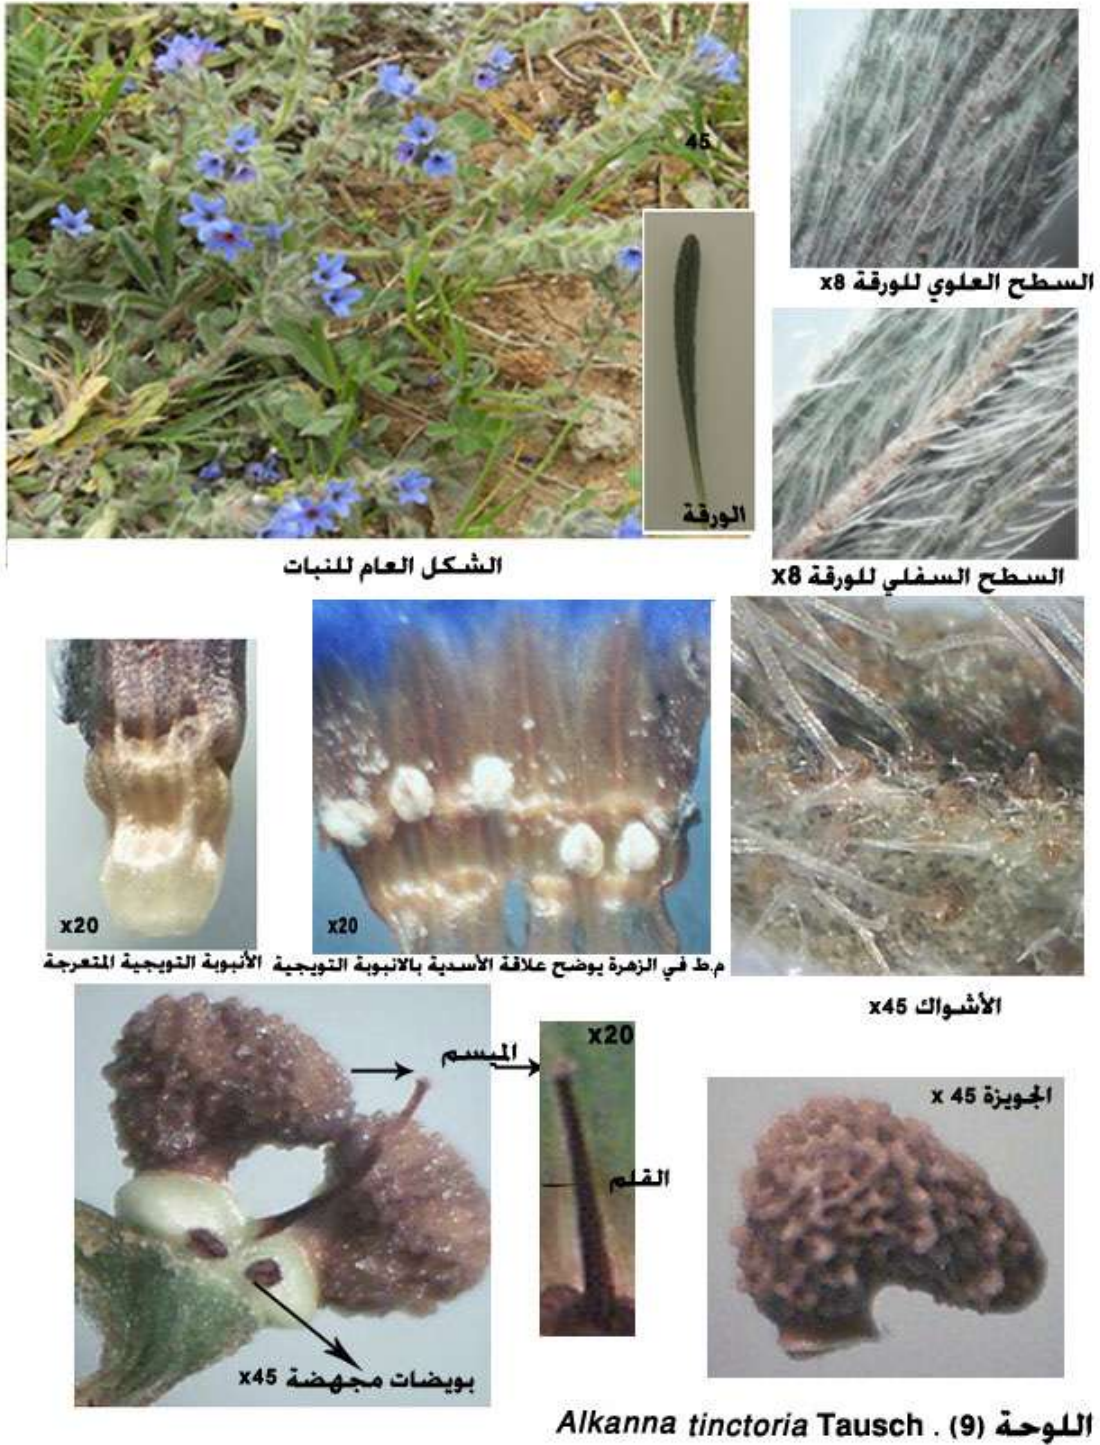 45
السطح العلوي للورقة x8
الورقة
الشكل العام للنبات
السطح السفلي للورقة x8
x20
الأنبوبة التويجية المتعرجة
x20
م.ط في الزهرة يوضح علاقة الأسدية بالانبوبة التويجية
الأشواك x45
الميسم
x20
القلم
الجويزة x 45
بويضات مجهضة x45
اللوحة (9) . Alkanna tinctoria Tausch